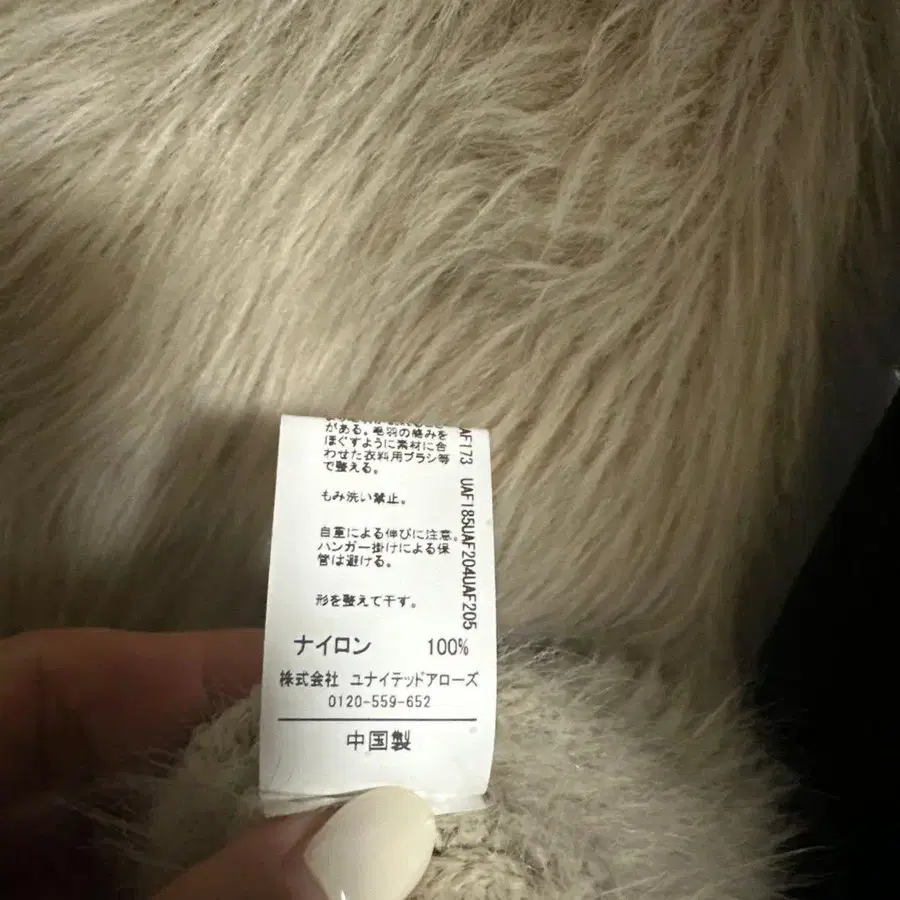 がある。毛羽の絡みを
ほぐすように素材に合
わせた衣料用ブラシ等
で整える。
もみ洗い禁止。
自重による伸びに注意。
ハンガー掛けによる保
管は避ける。
形を整えて干す。
AF173 UAF185UAF204UAF205
ナイロン 100%
株式会社 ユナイテッドアローズ
0120-559-652
中国製